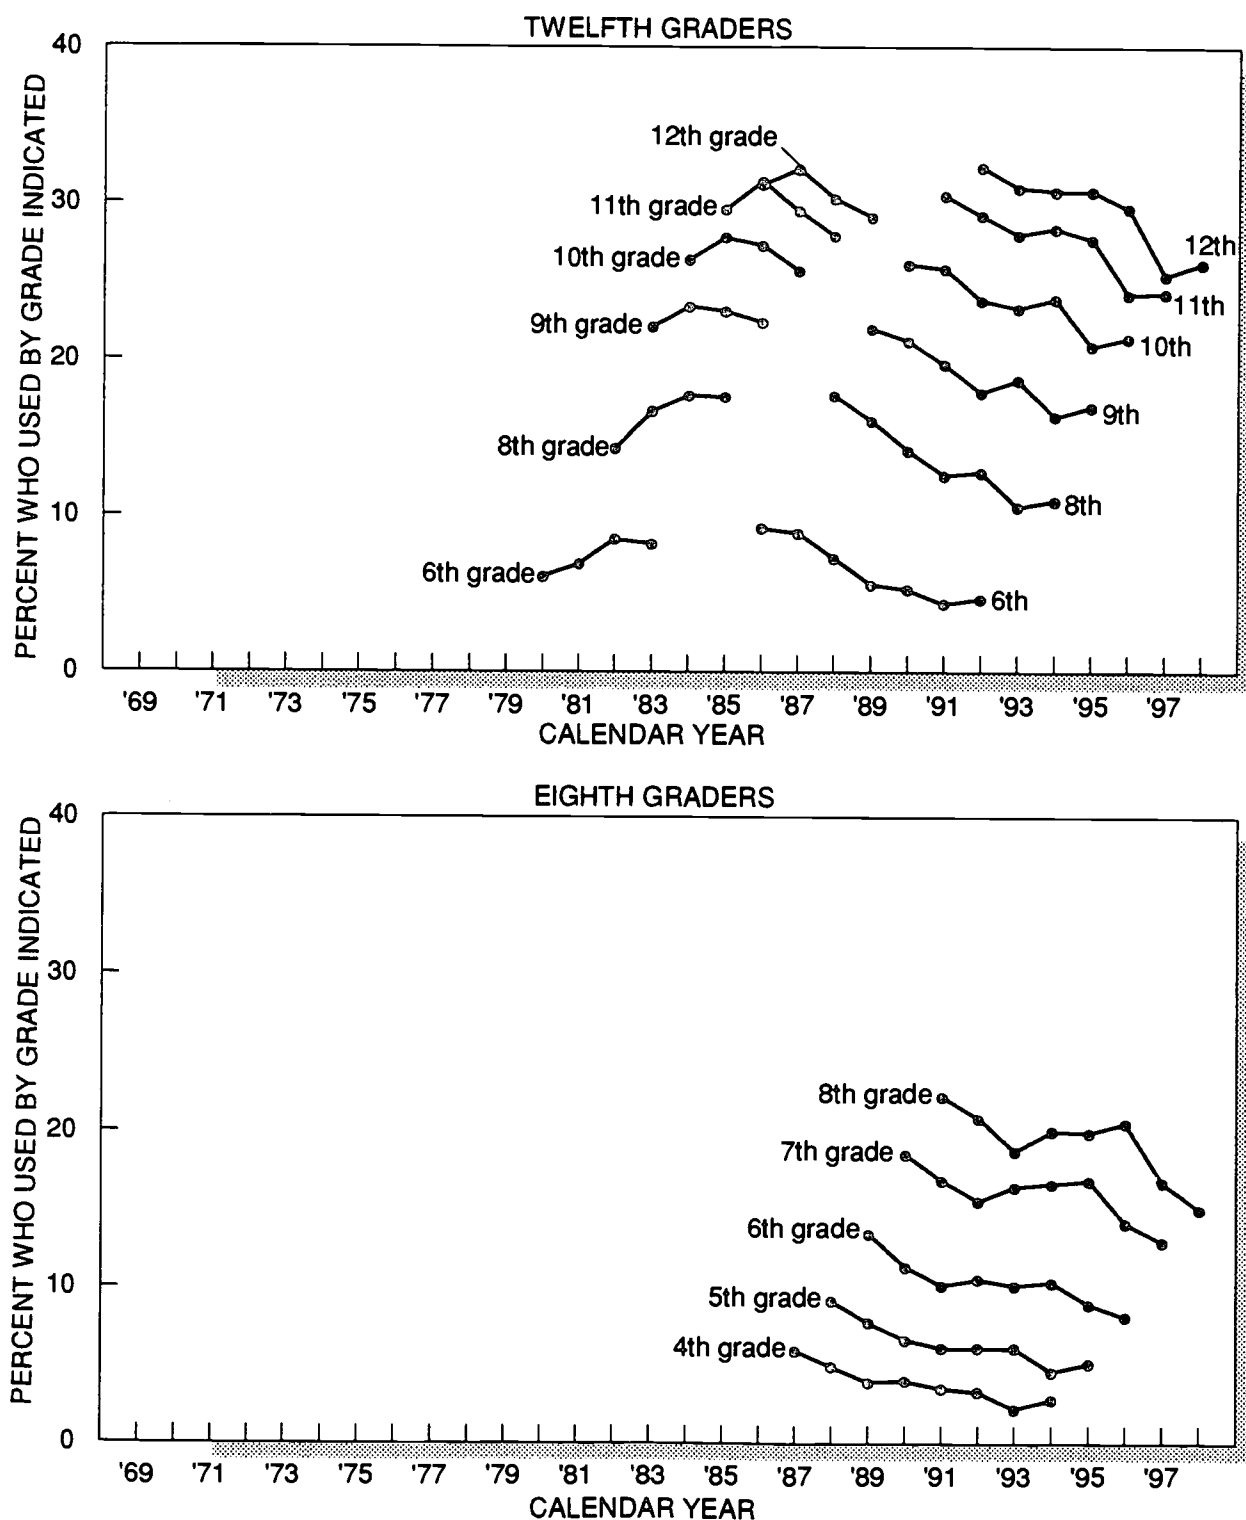 TWELFTH GRADERS
PERCENT WHO USED BY GRADE INDICATED
40
30
20
10
0
12th grade
11th grade
10th grade
9th grade
8th grade
6th grade
12th
11th
10th
9th
8th
6th
'69 '71 '73 '75 '77 '79 '81 '83 '85 '87 '89 '91 '93 '95 '97
CALENDAR YEAR
EIGHTH GRADERS
PERCENT WHO USED BY GRADE INDICATED
40
30
20
10
0
8th grade
7th grade
6th grade
5th grade
4th grade
'69 '71 '73 '75 '77 '79 '81 '83 '85 '87 '89 '91 '93 '95 '97
CALENDAR YEAR